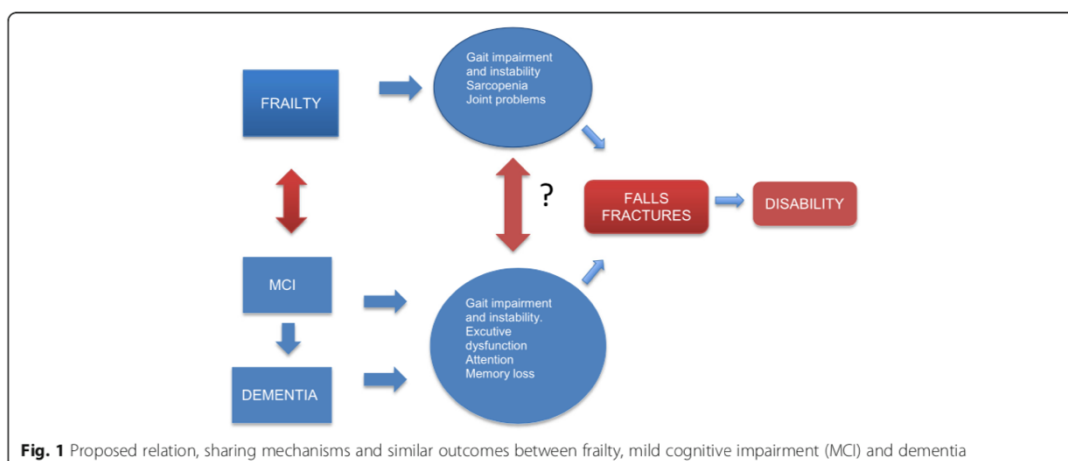 FRAILTY
Gait impairment
and instability
Sarcopenia
Joint problems
?
FALLS
FRACTURES
DISABILITY
MCI
DEMENTIA
Gait impairment
and instability.
Excutive
dysfunction
Attention
Memory loss
Fig. 1 Proposed relation, sharing mechanisms and similar outcomes between frailty, mild cognitive impairment (MCI) and dementia